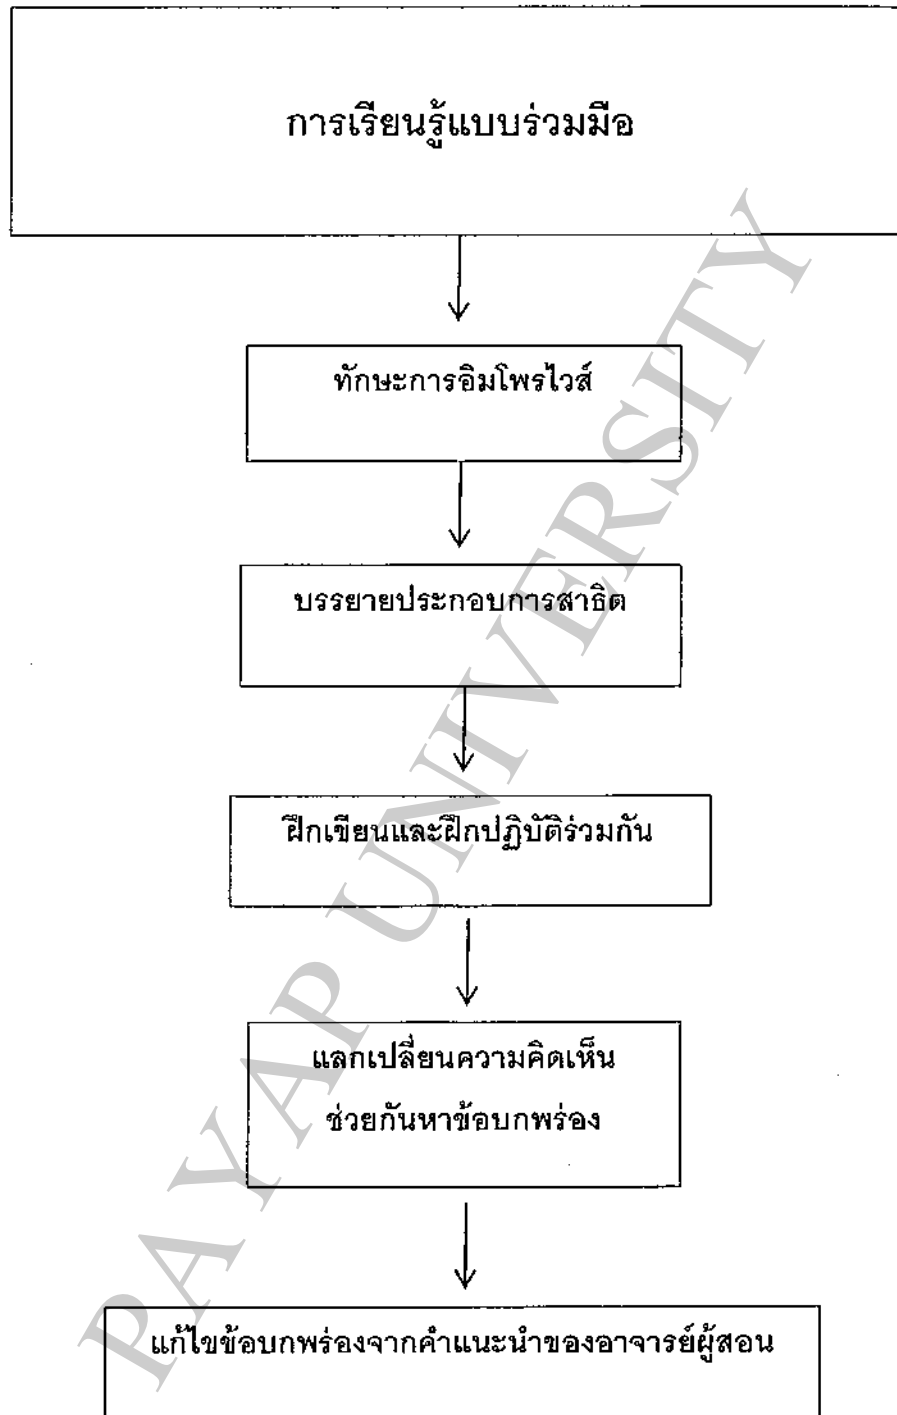 การเรียนรู้แบบร่วมมือ
ทักษะการอิมโพรไวส์
บรรยายประกอบการสาธิต
ฝึกเขียนและฝึกปฏิบัติร่วมกัน
แลกเปลี่ยนความคิดเห็น
ช่วยกันหาข้อบกพร่อง
แก้ไขข้อบกพร่องจากคำแนะนำของอาจารย์ผู้สอน
PAYAP UNIVERSITY